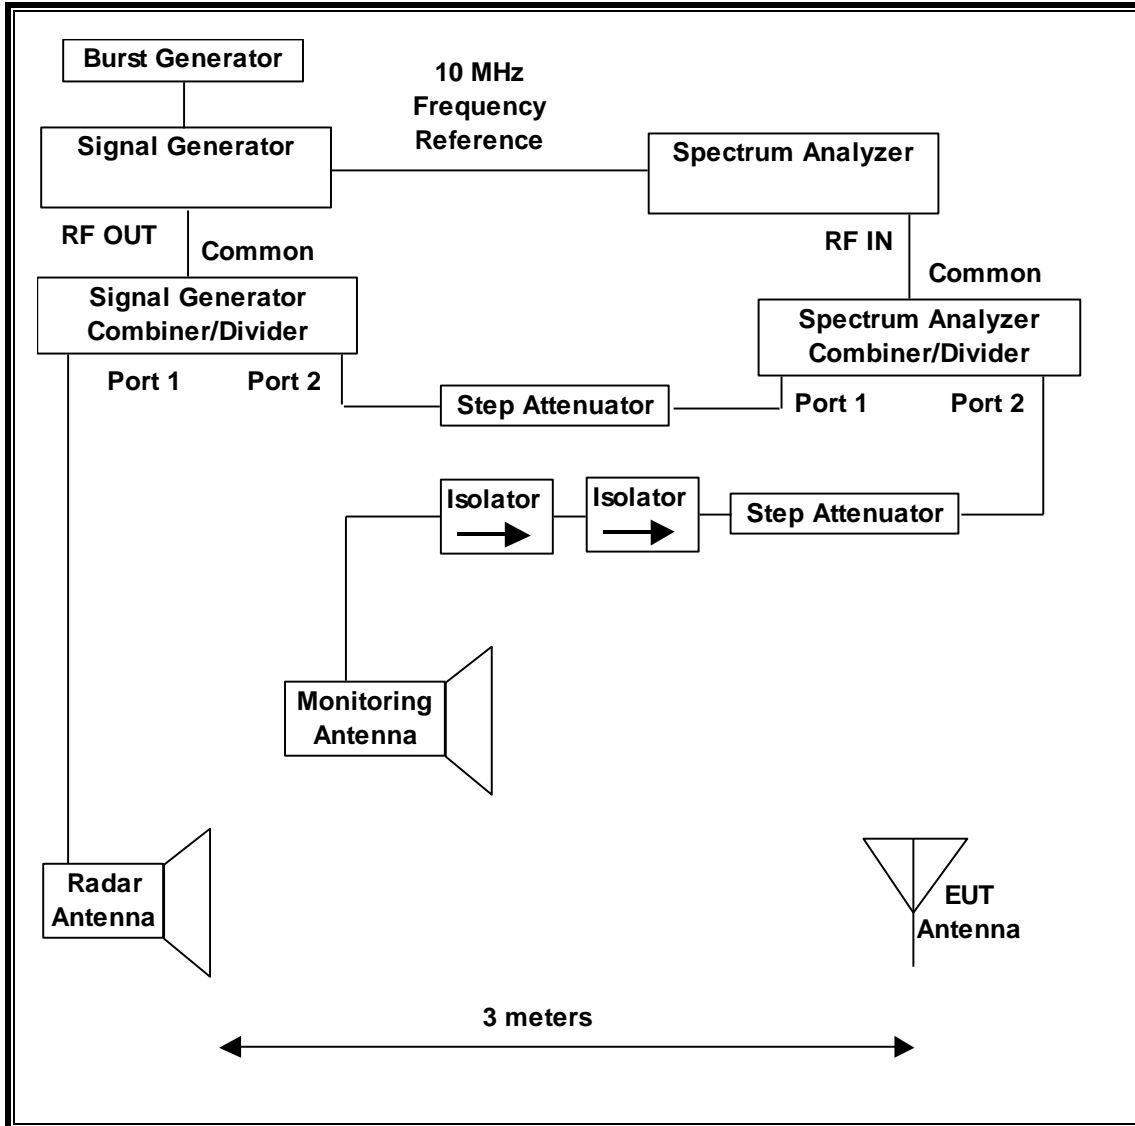 Burst Generator
10 MHz
Frequency
Reference
Signal Generator
Spectrum Analyzer
RF OUT
Common
RF IN
Common
Signal Generator
Combiner/Divider
Spectrum Analyzer
Combiner/Divider
Port 1
Port 2
Step Attenuator
Port 1
Port 2
Isolator
Isolator
Step Attenuator
Monitoring
Antenna
Radar
Antenna
EUT
Antenna
3 meters